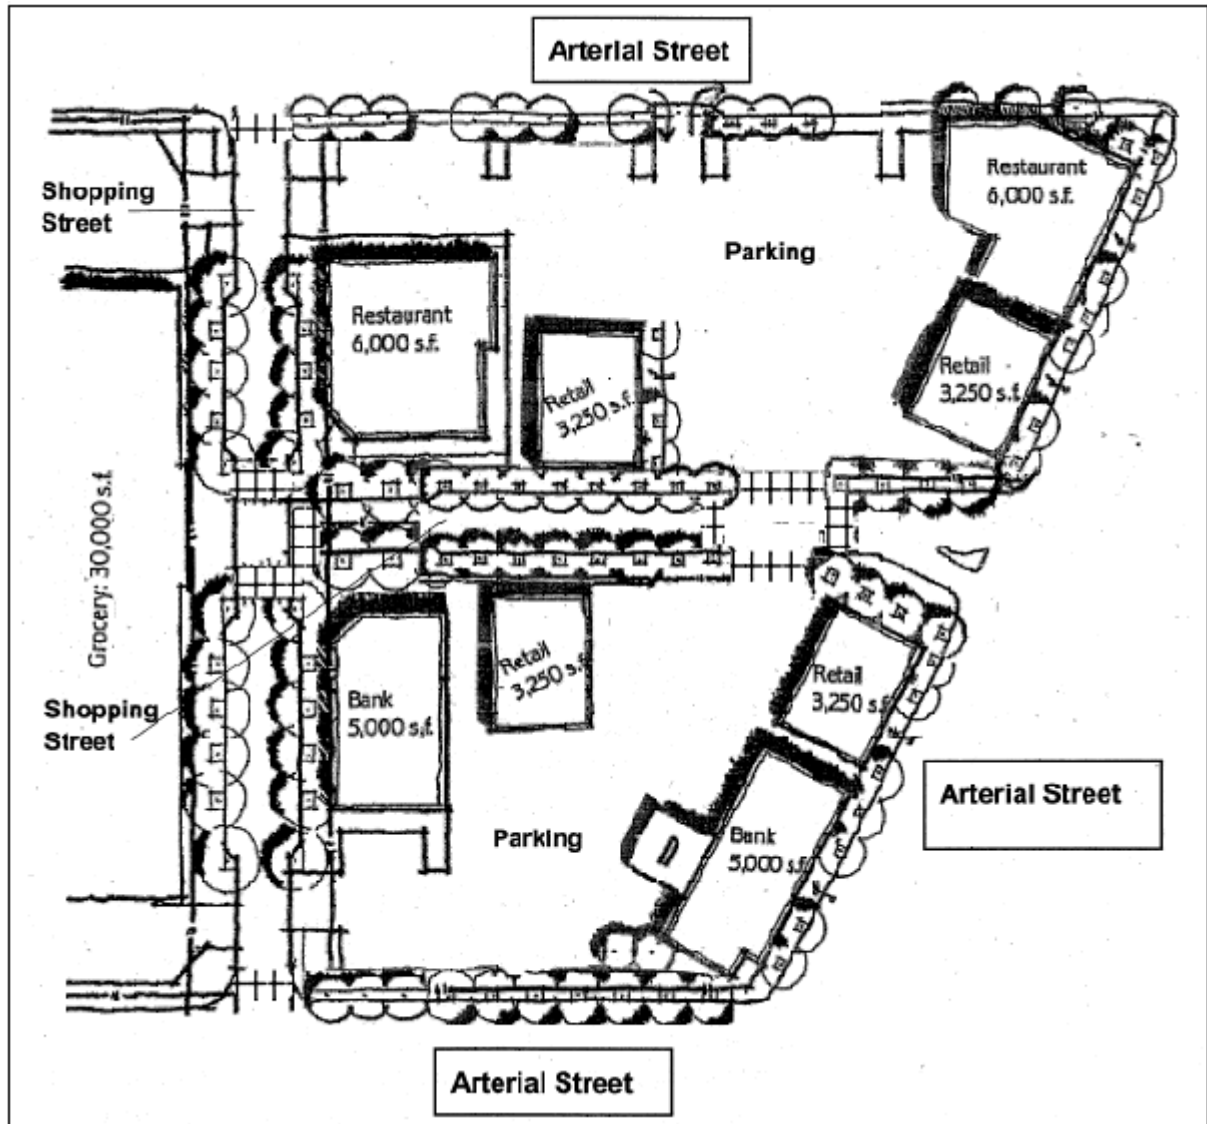 Arterial Street
Shopping
Street
Restaurant
6,000 s.f.
Parking
Restaurant
6,000 s.f.
Retail
3,250 s.f.
Retail
3,250 s.f.
Grocery: 30,000 s.f.
Shopping
Street
Bank
5,000 s.f.
Retail
3,250 s.f.
Retail
3,250 s.f.
Parking
Bank
5,000 s.f.
Arterial Street
Arterial Street